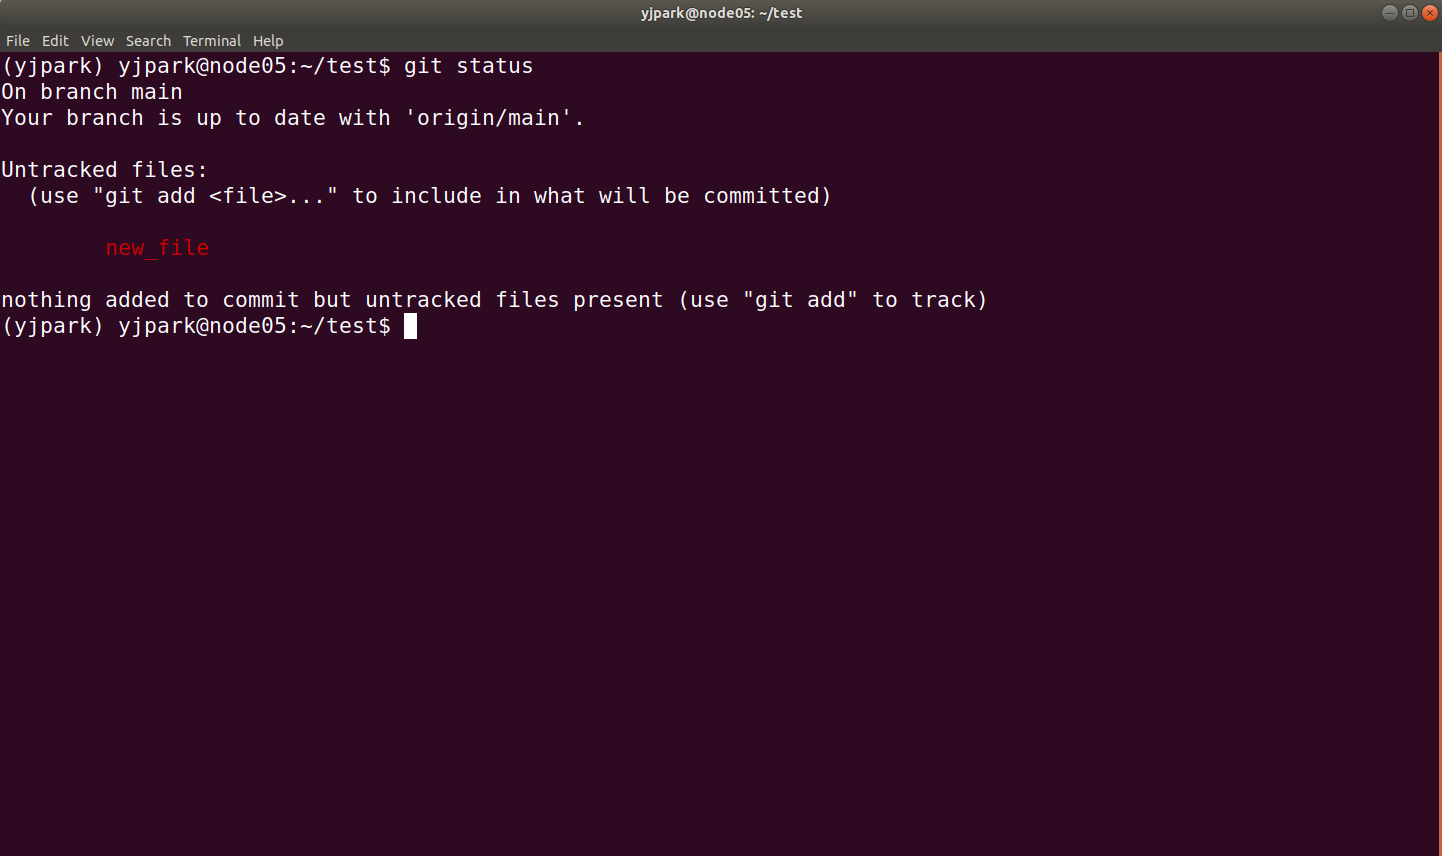 yjpark@node05: ~/test
File Edit View Search Terminal Help
(yjpark) yjpark@node05:~/test$ git status
On branch main
Your branch is up to date with 'origin/main'.
Untracked files:
(use "git add <file>..." to include in what will be committed)
new_file
nothing added to commit but untracked files present (use "git add" to track)
(yjpark) yjpark@node05:~/test$